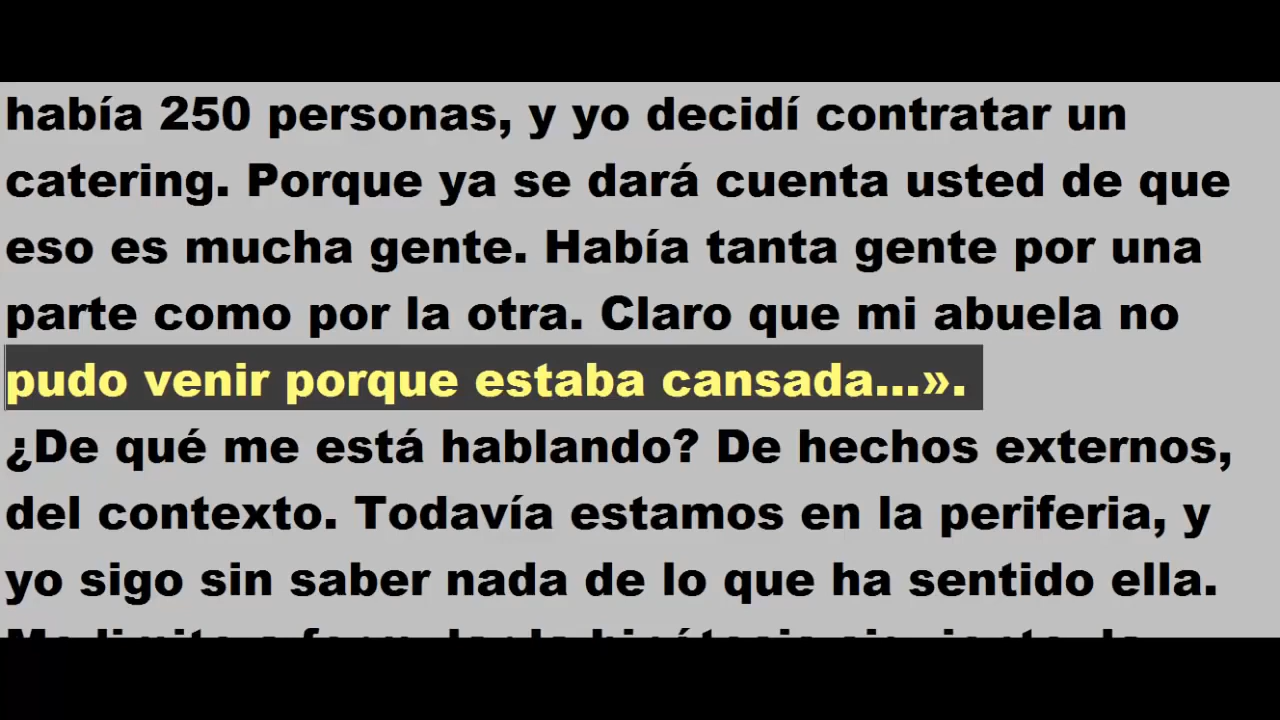 había 250 personas, y yo decidí contratar un
catering. Porque ya se dará cuenta usted de que
eso es mucha gente. Había tanta gente por una
parte como por la otra. Claro que mi abuela no
pudo venir porque estaba cansada...».
¿De qué me está hablando? De hechos externos,
del contexto. Todavía estamos en la periferia, y
yo sigo sin saber nada de lo que ha sentido ella.